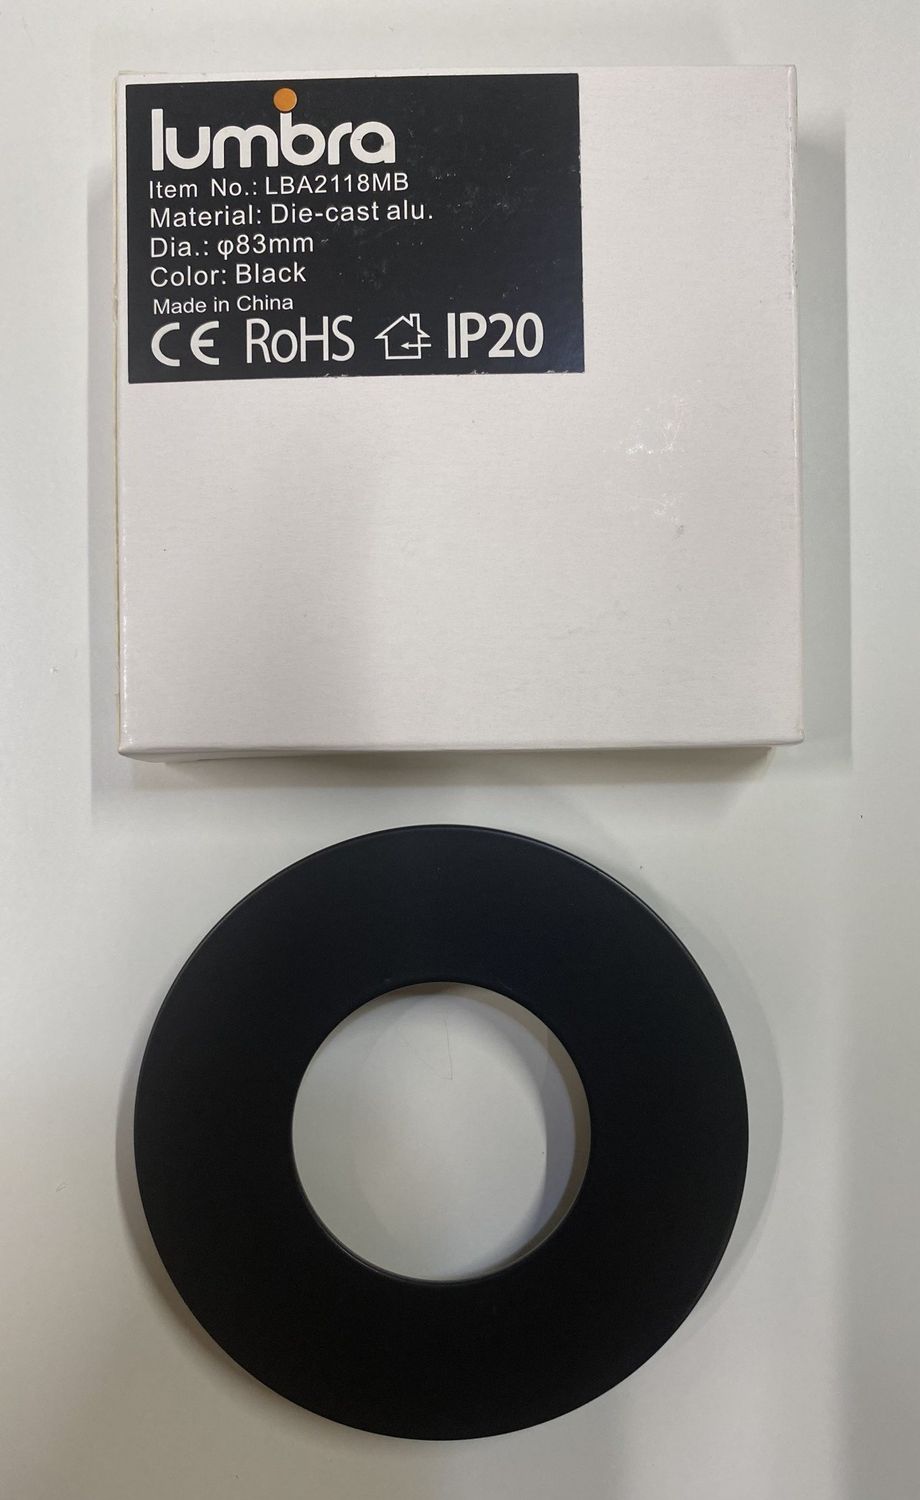 lumbra
Item No.: LBA2118MB
Material: Die-cast alu.
Dia.: φ83mm
Color: Black
Made in China
CE RoHS IP20